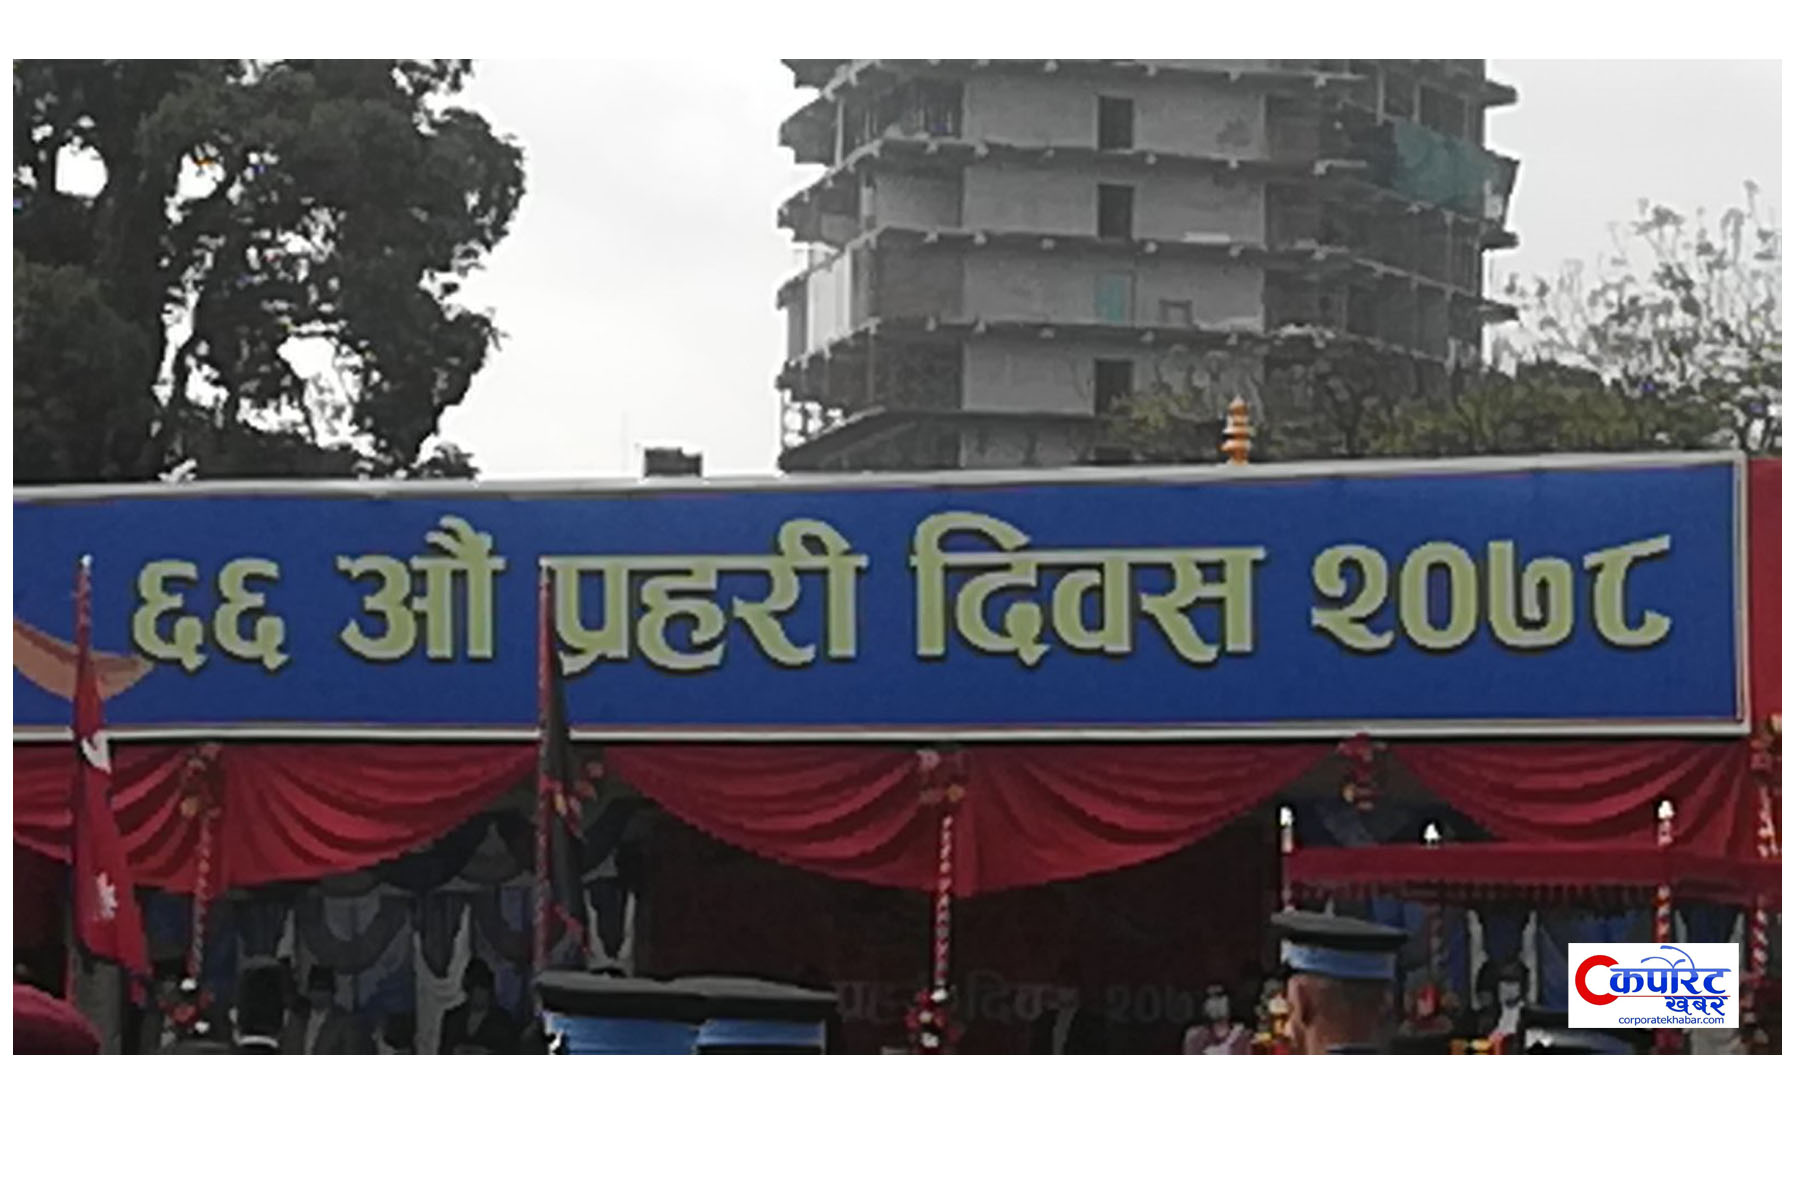 ६६ औं प्रहरी दिवस २०७८
कर्पोरेट
खबर
corporatekhabar.com